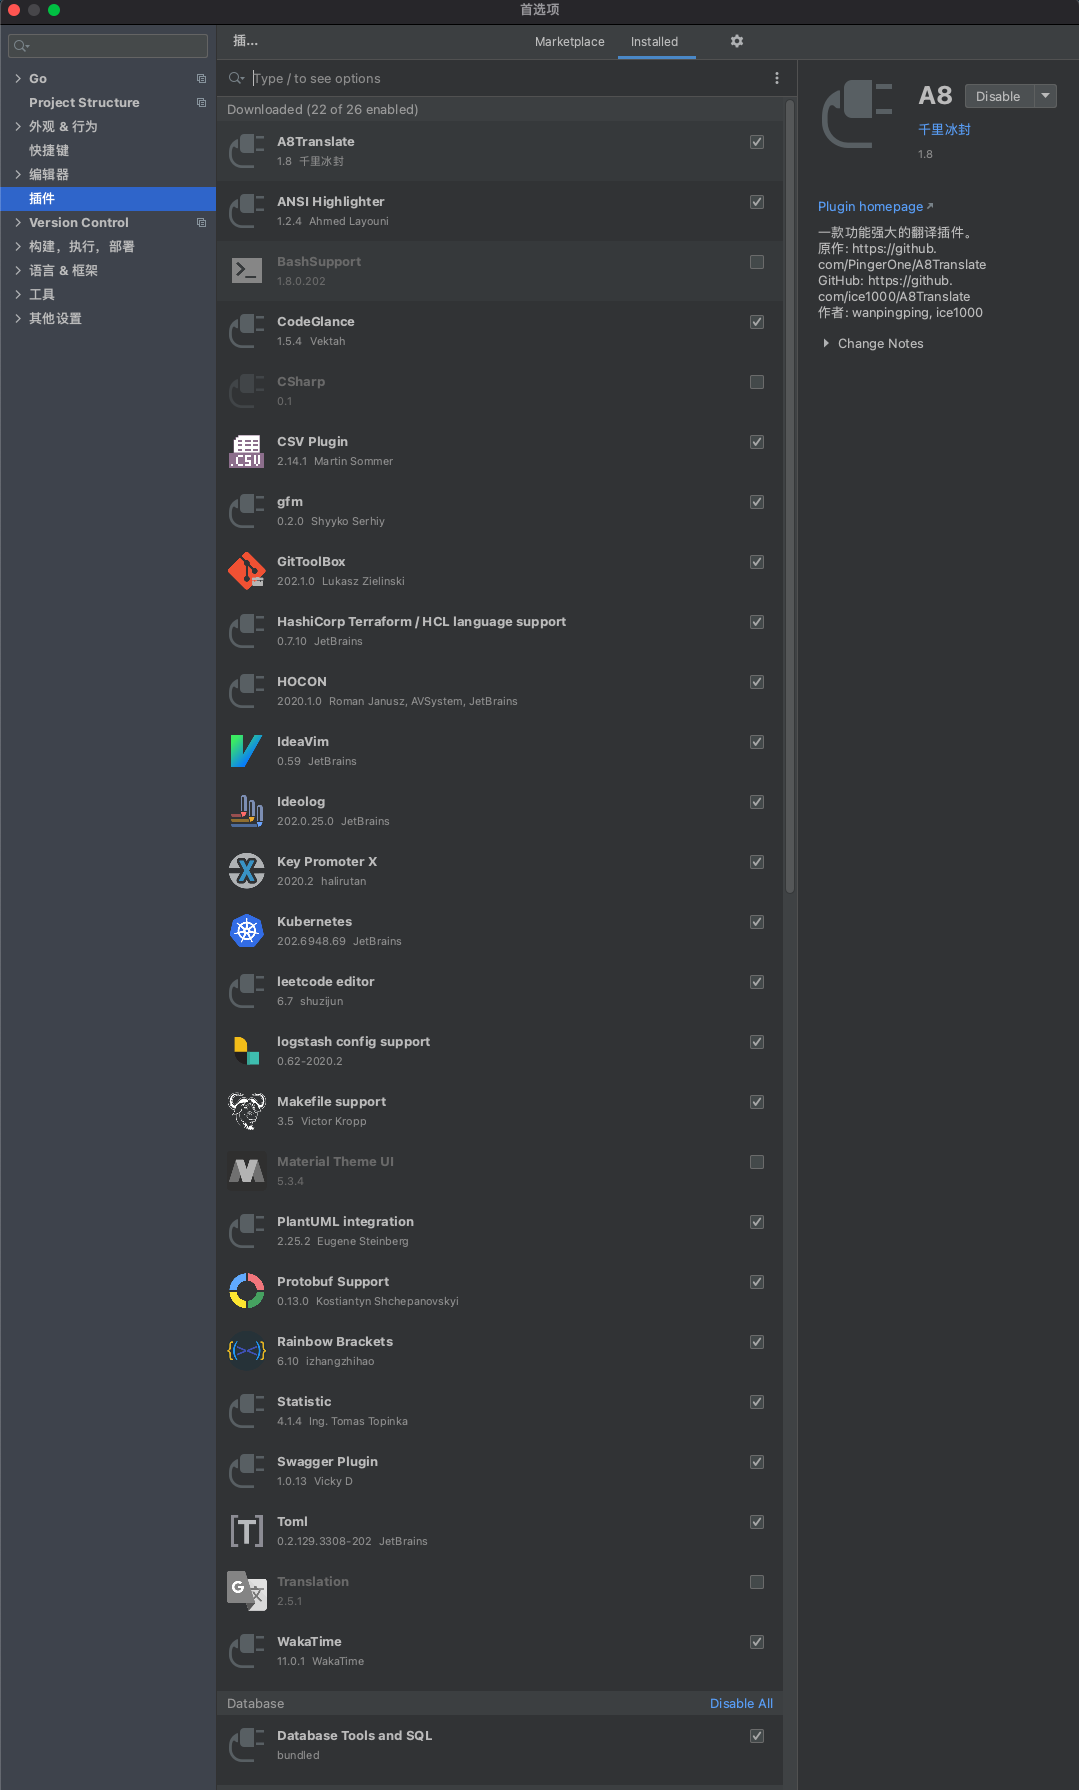 首选项
插...
Marketplace
Installed
Go
Project Structure
外观 & 行为
快捷键
编辑器
插件
Version Control
构建，执行，部署
语言 & 框架
工具
其他设置
Type / to see options
Downloaded (22 of 26 enabled)
A8Translate
1.8 千里冰封
ANSI Highlighter
1.2.4 Ahmed Layouni
BashSupport
1.8.0.202
CodeGlance
1.5.4 Vektah
CSharp
0.1
CSV Plugin
2.14.1 Martin Sommer
.CSV
gfm
0.2.0 Shyyko Serhiy
GitToolBox
202.1.0 Lukasz Zielinski
HashiCorp Terraform / HCL language support
0.7.10 JetBrains
HOCON
2020.1.0 Roman Janusz, AVSystem, JetBrains
IdeaVim
0.59 JetBrains
Ideolog
202.0.25.0 JetBrains
Key Promoter X
2020.2 halirutan
Kubernetes
202.6948.69 JetBrains
leetcode editor
6.7 shuzijun
logstash config support
0.62-2020.2
Makefile support
3.5 Victor Kropp
Material Theme UI
5.3.4
PlantUML integration
2.25.2 Eugene Steinberg
Protobuf Support
0.13.0 Kostiantyn Shchepanovskyi
Rainbow Brackets
6.10 izhangzhihao
Statistic
4.1.4 Ing. Tomas Topinka
Swagger Plugin
1.0.13 Vicky D
Toml
0.2.129.3308-202 JetBrains
Translation
2.5.1
WakaTime
11.0.1 WakaTime
Database
Disable All
Database Tools and SQL
bundled
A8
Disable
千里冰封
1.8
Plugin homepage
一款功能强大的翻译插件。
原作: https://github.
com/PingerOne/A8Translate
GitHub: https://github.
com/ice1000/A8Translate
作者: wanpingping, ice1000
Change Notes